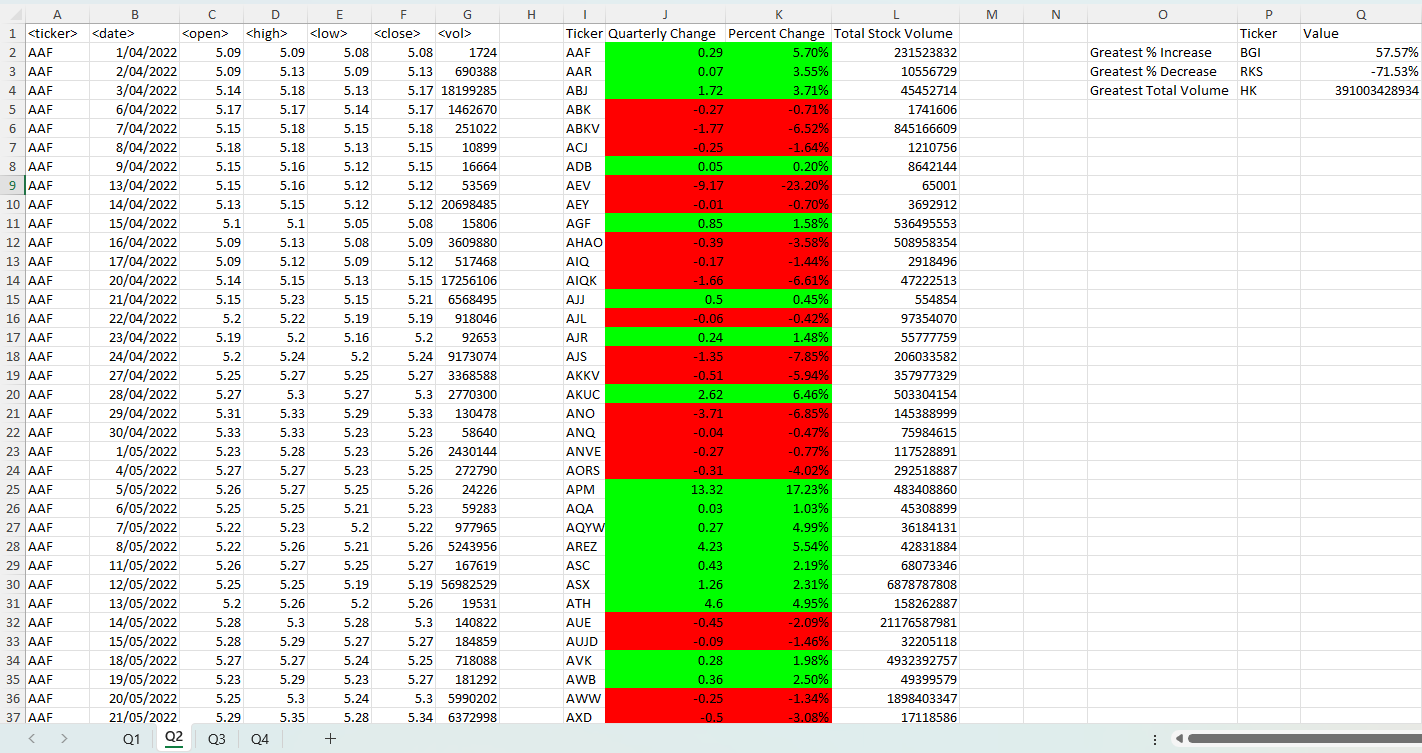 A B C D E F G H I J K L M N O P Q
1 <ticker> <date> <open> <high> <low> <close> <vol> Ticker Quarterly Change Percent Change Total Stock Volume Ticker Value
2 AAF 1/04/2022 5.09 5.09 5.08 5.08 1724 AAF 0.29 5.70% 231523832 Greatest % Increase BGI 57.57%
3 AAF 2/04/2022 5.09 5.13 5.09 5.13 690388 AAR 0.07 3.55% 10556729 Greatest % Decrease RKS -71.53%
4 AAF 3/04/2022 5.14 5.18 5.13 5.17 18199285 ABJ 1.72 3.71% 45452714 Greatest Total Volume HK 391003428934
5 AAF 6/04/2022 5.17 5.17 5.14 5.17 1462670 ABK -0.27 -0.71% 1741606
6 AAF 7/04/2022 5.15 5.18 5.15 5.18 251022 ABKV -1.77 -6.52% 845166609
7 AAF 8/04/2022 5.18 5.18 5.13 5.15 10899 ACJ -0.25 -1.64% 1210756
8 AAF 9/04/2022 5.15 5.16 5.12 5.15 16664 ADB 0.05 0.20% 8642144
9 AAF 13/04/2022 5.15 5.16 5.12 5.12 53569 AEV -9.17 -23.20% 65001
10 AAF 14/04/2022 5.13 5.15 5.12 5.12 20698485 AEY -0.01 -0.70% 3692912
11 AAF 15/04/2022 5.1 5.1 5.05 5.08 15806 AGF 0.85 1.58% 536495553
12 AAF 16/04/2022 5.09 5.13 5.08 5.09 3609880 AHAO -0.39 -3.58% 508958354
13 AAF 17/04/2022 5.09 5.12 5.09 5.12 517468 AIQ -0.17 -1.44% 2918496
14 AAF 20/04/2022 5.14 5.15 5.13 5.15 17256106 AIQK -1.66 -6.61% 47222513
15 AAF 21/04/2022 5.15 5.23 5.15 5.21 6568495 AJJ 0.5 0.45% 554854
16 AAF 22/04/2022 5.2 5.22 5.19 5.19 918046 AJL -0.06 -0.42% 97354070
17 AAF 23/04/2022 5.19 5.2 5.16 5.2 92653 AJR 0.24 1.48% 55777759
18 AAF 24/04/2022 5.2 5.24 5.2 5.24 9173074 AJS -1.35 -7.85% 206033582
19 AAF 27/04/2022 5.25 5.27 5.25 5.27 3368588 AKKV -0.51 -5.94% 357977329
20 AAF 28/04/2022 5.27 5.3 5.27 5.3 2770300 AKUC 2.62 6.46% 503304154
21 AAF 29/04/2022 5.31 5.33 5.29 5.33 130478 ANO -3.71 -6.85% 145388999
22 AAF 30/04/2022 5.33 5.33 5.23 5.23 58640 ANQ -0.04 -0.47% 75984615
23 AAF 1/05/2022 5.23 5.28 5.23 5.26 2430144 ANVE -0.27 -0.77% 117528891
24 AAF 4/05/2022 5.27 5.27 5.23 5.25 272790 AORS -0.31 -4.02% 292518887
25 AAF 5/05/2022 5.26 5.27 5.25 5.26 24226 APM 13.32 17.23% 483408860
26 AAF 6/05/2022 5.25 5.25 5.21 5.23 59283 AQA 0.03 1.03% 45308899
27 AAF 7/05/2022 5.22 5.23 5.2 5.22 977965 AQYW 0.27 4.99% 36184131
28 AAF 8/05/2022 5.22 5.26 5.21 5.26 5243956 AREZ 4.23 5.54% 42831884
29 AAF 11/05/2022 5.26 5.27 5.25 5.27 167619 ASC 0.43 2.19% 68073346
30 AAF 12/05/2022 5.25 5.25 5.19 5.19 56982529 ASX 1.26 2.31% 6878787808
31 AAF 13/05/2022 5.2 5.26 5.2 5.26 19531 ATH 4.6 4.95% 158262887
32 AAF 14/05/2022 5.28 5.3 5.28 5.3 140822 AUE -0.45 -2.09% 21176587981
33 AAF 15/05/2022 5.28 5.29 5.27 5.27 184859 AUJD -0.09 -1.46% 32205118
34 AAF 18/05/2022 5.27 5.27 5.24 5.25 718088 AVK 0.28 1.98% 4932392757
35 AAF 19/05/2022 5.23 5.29 5.23 5.27 181292 AWB 0.36 2.50% 49399579
36 AAF 20/05/2022 5.25 5.3 5.24 5.3 5990202 AWW -0.25 -1.34% 1898403347
37 AAF 21/05/2022 5.29 5.35 5.28 5.34 6372998 AXD -0.5 -3.08% 17118586
Q1 Q2 Q3 Q4